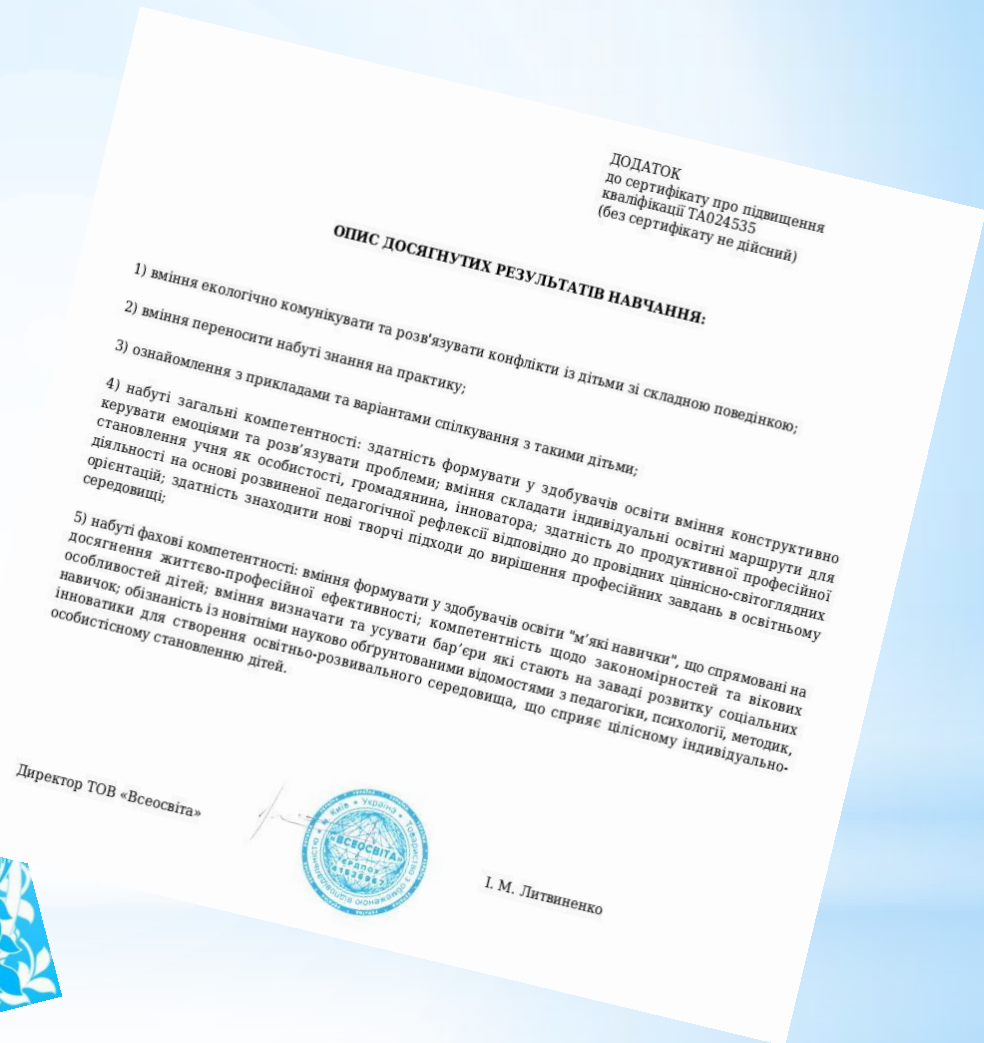 ДОДАТОК
до сертифікату про підвищення
кваліфікації ТА024535
(без сертифікату не дійсний)
ОПИС ДОСЯГНУТИХ РЕЗУЛЬТАТІВ НАВЧАННЯ:
1) вміння екологічно комунікувати та розв'язувати конфлікти із дітьми зі складною поведінкою;
2) вміння переносити набуті знання на практику;
3) ознайомлення з прикладами та варіантами спілкування з такими дітьми;
4) набуті загальні компетентності: здатність формувати у здобувачів освіти вміння конструктивно
керувати емоціями та розв’язувати проблеми; вміння складати індивідуальні освітні маршрути для
становлення учня як особистості, громадянина, інноватора; здатність до продуктивної професійної
діяльності на основі розвиненої педагогічної рефлексії відповідно до провідних ціннісно-світоглядних
орієнтацій; здатність знаходити нові творчі підходи до вирішення професійних завдань в освітньому
середовищі;
5) набуті фахові компетентності: вміння формувати у здобувачів освіти "м’які навички", що спрямовані на
досягнення життєво-професійної ефективності; компетентність щодо закономірностей та вікових
особливостей дітей; вміння визначати та усувати бар’єри які стають на заваді розвитку соціальних
навичок; обізнаність із новітніми науково обґрунтованими відомостями з педагогіки, психології, методик,
інноватики для створення освітньо-розвивального середовища, що сприяє цілісному індивідуально-
особистісному становленню дітей.
Директор ТОВ «Всеосвіта»
м. Київ * Україна * Товариство з обмеженою відповідальністю *
«ВСЕОСВІТА»
ЄРДПОУ
41526967
І. М. Литвиненко